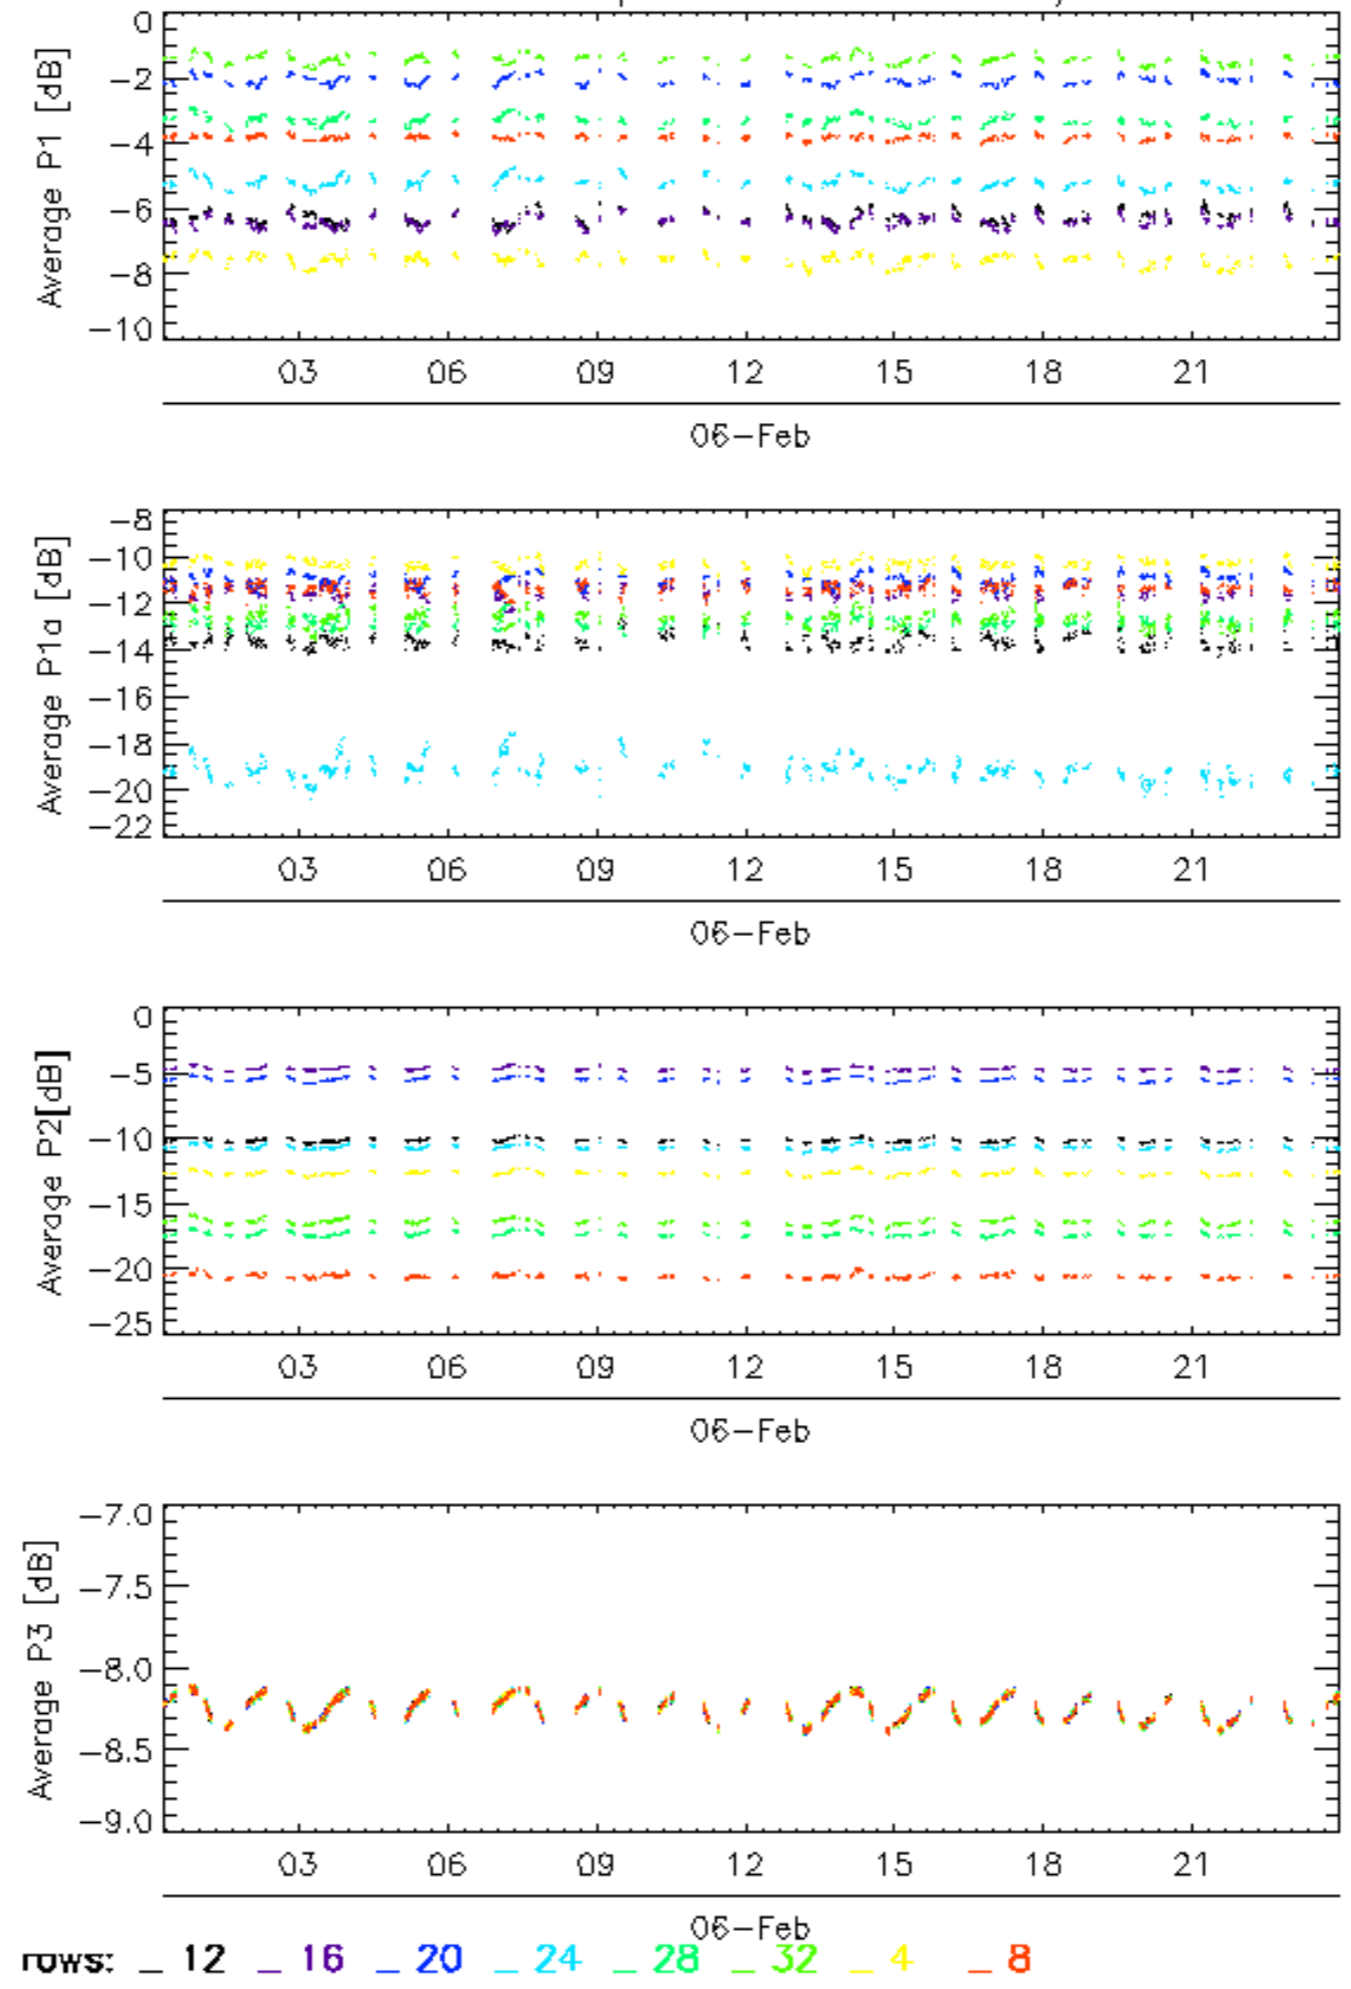 0
−2
−4
−6
−8
−10
Average P1 [dB]
03 06 09 12 15 18 21
06−Feb
−8
−10
−12
−14
−16
−18
−20
−22
Average P1a [dB]
03 06 09 12 15 18 21
06−Feb
0
−5
−10
−15
−20
−25
Average P2[dB]
03 06 09 12 15 18 21
06−Feb
−7.0
−7.5
−8.0
−8.5
−9.0
Average P3 [dB]
03 06 09 12 15 18 21
06−Feb
rows: _ 12 _ 16 _ 20 _ 24 _ 28 _ 32 _ 4 _ 8